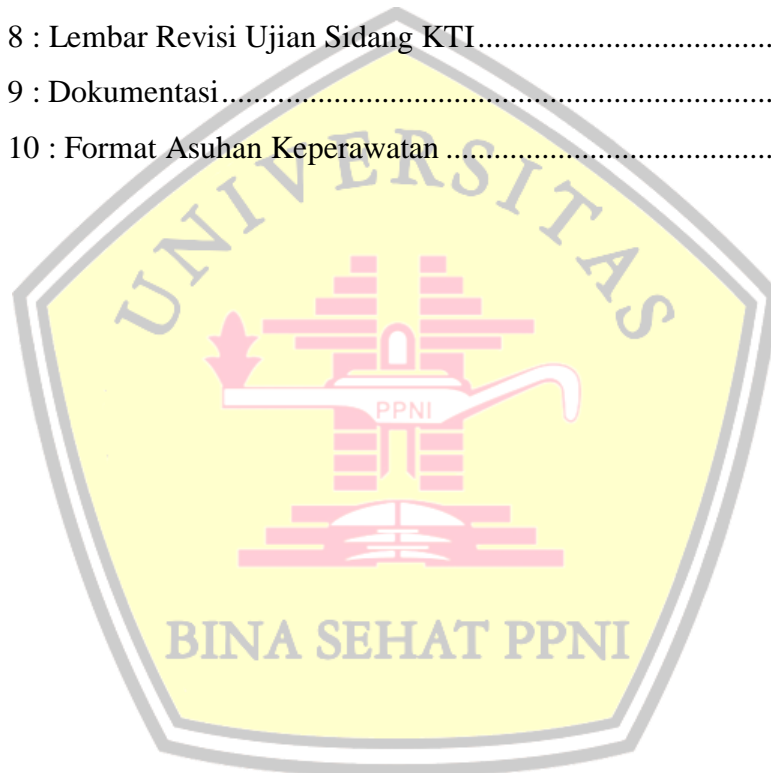 8 : Lembar Revisi Ujian Sidang KTI..................................
9 : Dokumentasi...................................................................
10 : Format Asuhan Keperawatan ........................................
UNIVERSITAS
PPNI
BINA SEHAT PPNI